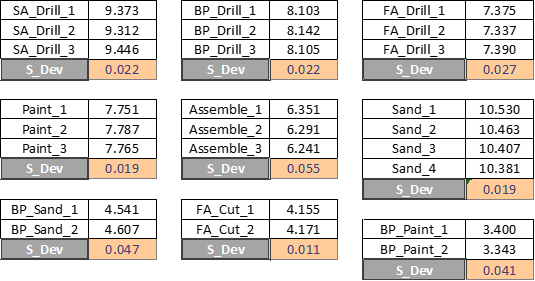 SA_Drill_1 9.373
SA_Drill_2 9.312
SA_Drill_3 9.446
S_Dev 0.022
BP_Drill_1 8.103
BP_Drill_2 8.142
BP_Drill_3 8.105
S_Dev 0.022
FA_Drill_1 7.375
FA_Drill_2 7.337
FA_Drill_3 7.390
S_Dev 0.027
Paint_1 7.751
Paint_2 7.787
Paint_3 7.765
S_Dev 0.019
Assemble_1 6.351
Assemble_2 6.291
Assemble_3 6.241
S_Dev 0.055
Sand_1 10.530
Sand_2 10.463
Sand_3 10.407
Sand_4 10.381
S_Dev 0.019
BP_Sand_1 4.541
BP_Sand_2 4.607
S_Dev 0.047
FA_Cut_1 4.155
FA_Cut_2 4.171
S_Dev 0.011
BP_Paint_1 3.400
BP_Paint_2 3.343
S_Dev 0.041